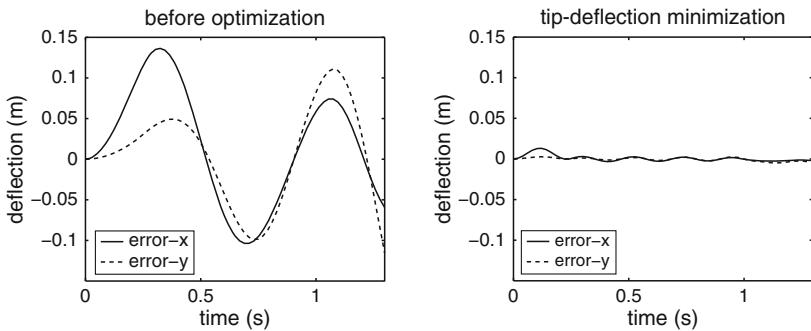 before optimization
0.15
0.1
0.05
0
−0.05
−0.1
deflection (m)
error−x
error−y
0
0.5
1
time (s)
tip-deflection minimization
0.15
0.1
0.05
0
−0.05
−0.1
deflection (m)
error−x
error−y
0
0.5
1
time (s)